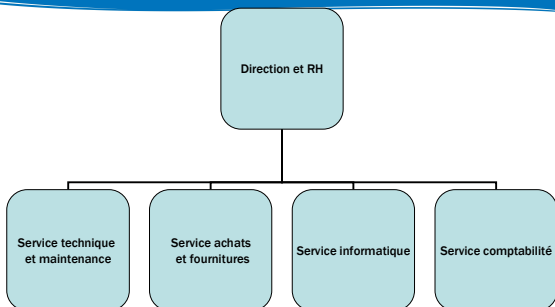 Direction et RH
Service technique
et maintenance
Service achats
et fournitures
Service informatique
Service comptabilité